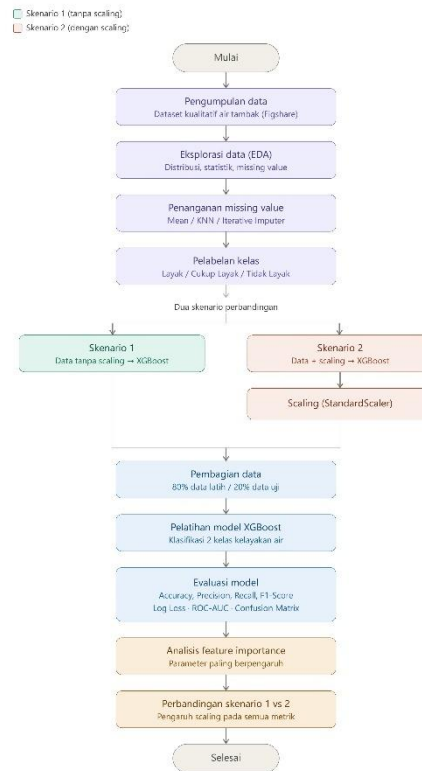 Skenario 1 (tanpa scaling)
Skenario 2 (dengan scaling)
Mulai
Pengumpulan data
Dataset kualitatif air tambak (Figshare)
Eksplorasi data (EDA)
Distribusi, statistik, missing value
Penanganan missing value
Mean / KNN / Iterative Imputer
Pelabelan kelas
Layak / Cukup Layak / Tidak Layak
Dua skenario perbandingan
Skenario 1
Data tanpa scaling → XGBoost
Skenario 2
Data + scaling → XGBoost
Scaling (StandardScaler)
Pembagian data
80% data latih / 20% data uji
Pelatihan model XGBoost
Klasifikasi 2 kelas kelayakan air
Evaluasi model
Accuracy, Precision, Recall, F1-Score
Log Loss · ROC-AUC · Confusion Matrix
Analisis feature importance
Parameter paling berpengaruh
Perbandingan skenario 1 vs 2
Pengaruh scaling pada semua metrik
Selesai